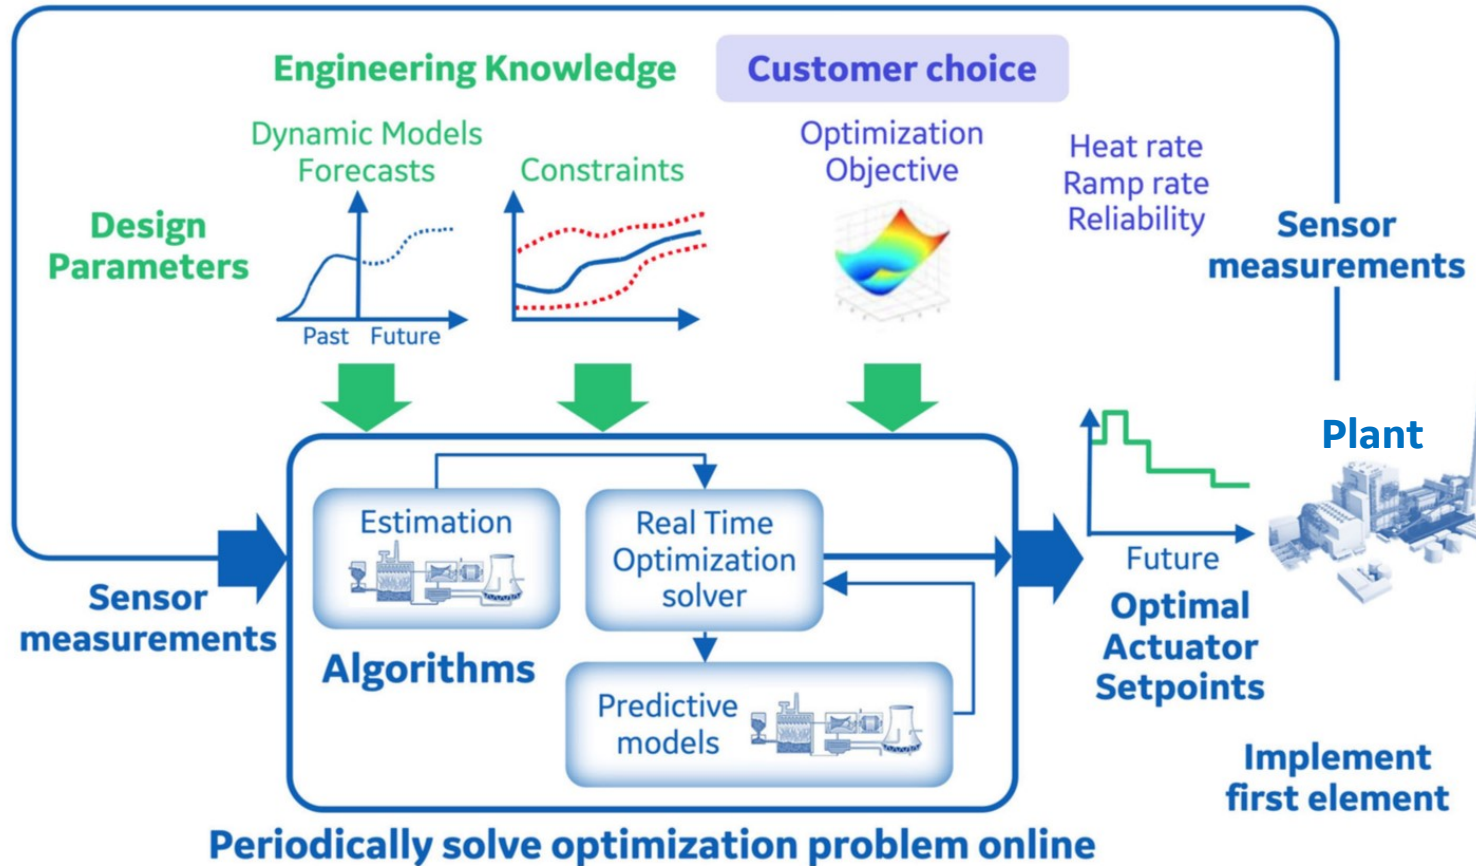 Engineering Knowledge
Customer choice
Dynamic Models
Forecasts
Constraints
Optimization
Objective
Heat rate
Ramp rate
Reliability
Design
Parameters
Sensor
measurements
Past
Future
Plant
Estimation
Real Time
Optimization
solver
Future
Sensor
measurements
Algorithms
Optimal
Actuator
Setpoints
Predictive
models
Implement
first element
Periodically solve optimization problem online